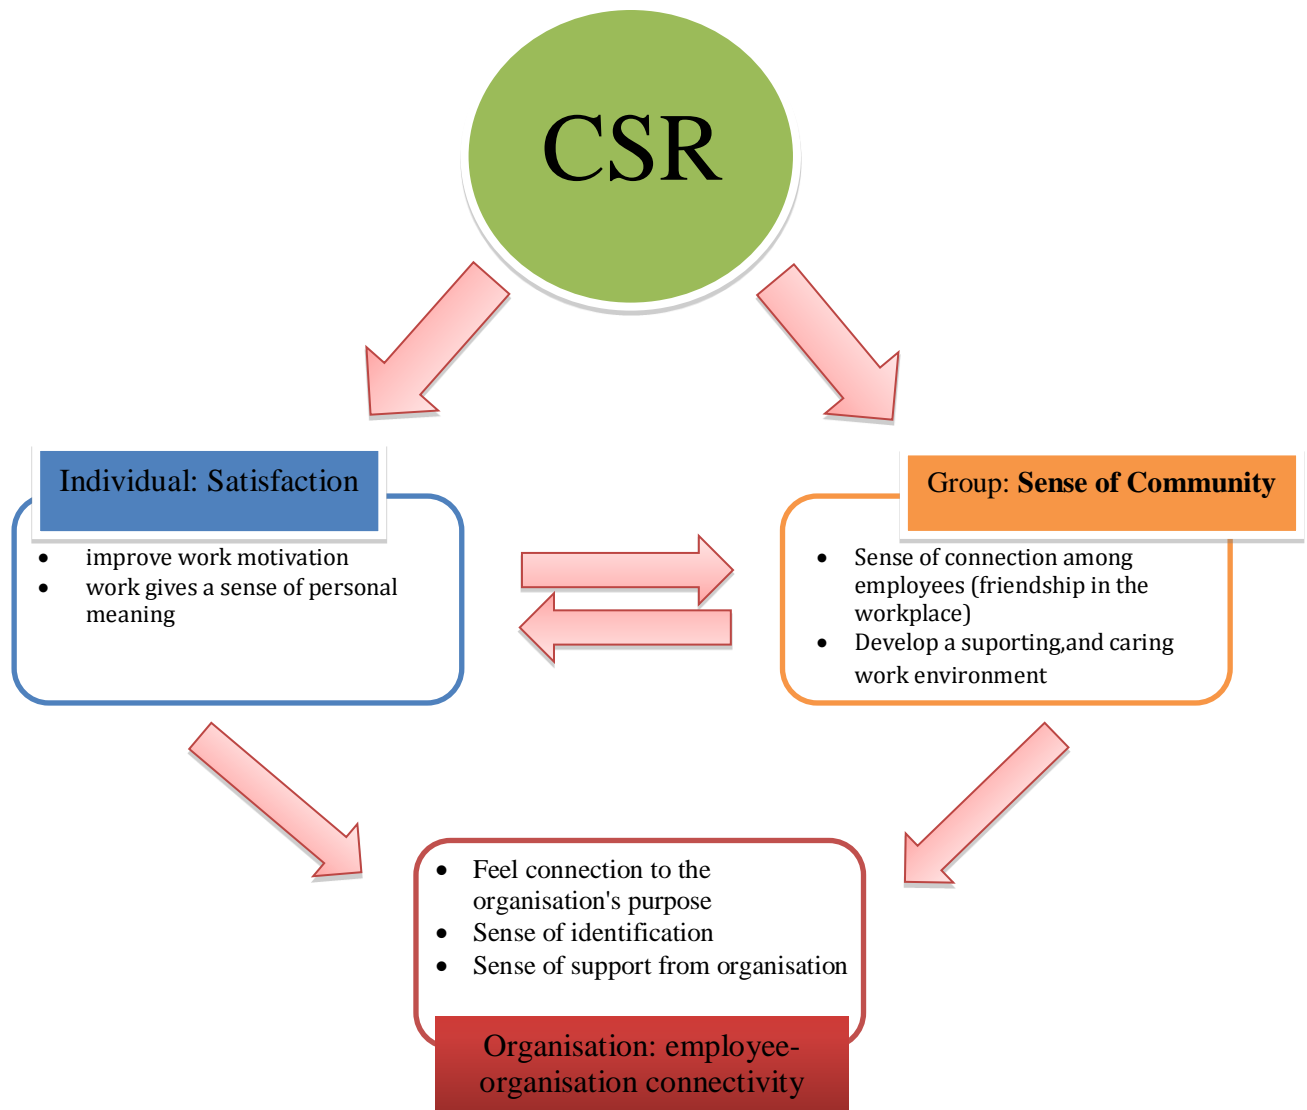 CSR
Individual: Satisfaction
• improve work motivation
• work gives a sense of personal
meaning
Group: Sense of Community
• Sense of connection among
employees (friendship in the
workplace)
• Develop a suporting,and caring
work environment
• Feel connection to the
organisation's purpose
• Sense of identification
• Sense of support from organisation
Organisation: employee-
organisation connectivity